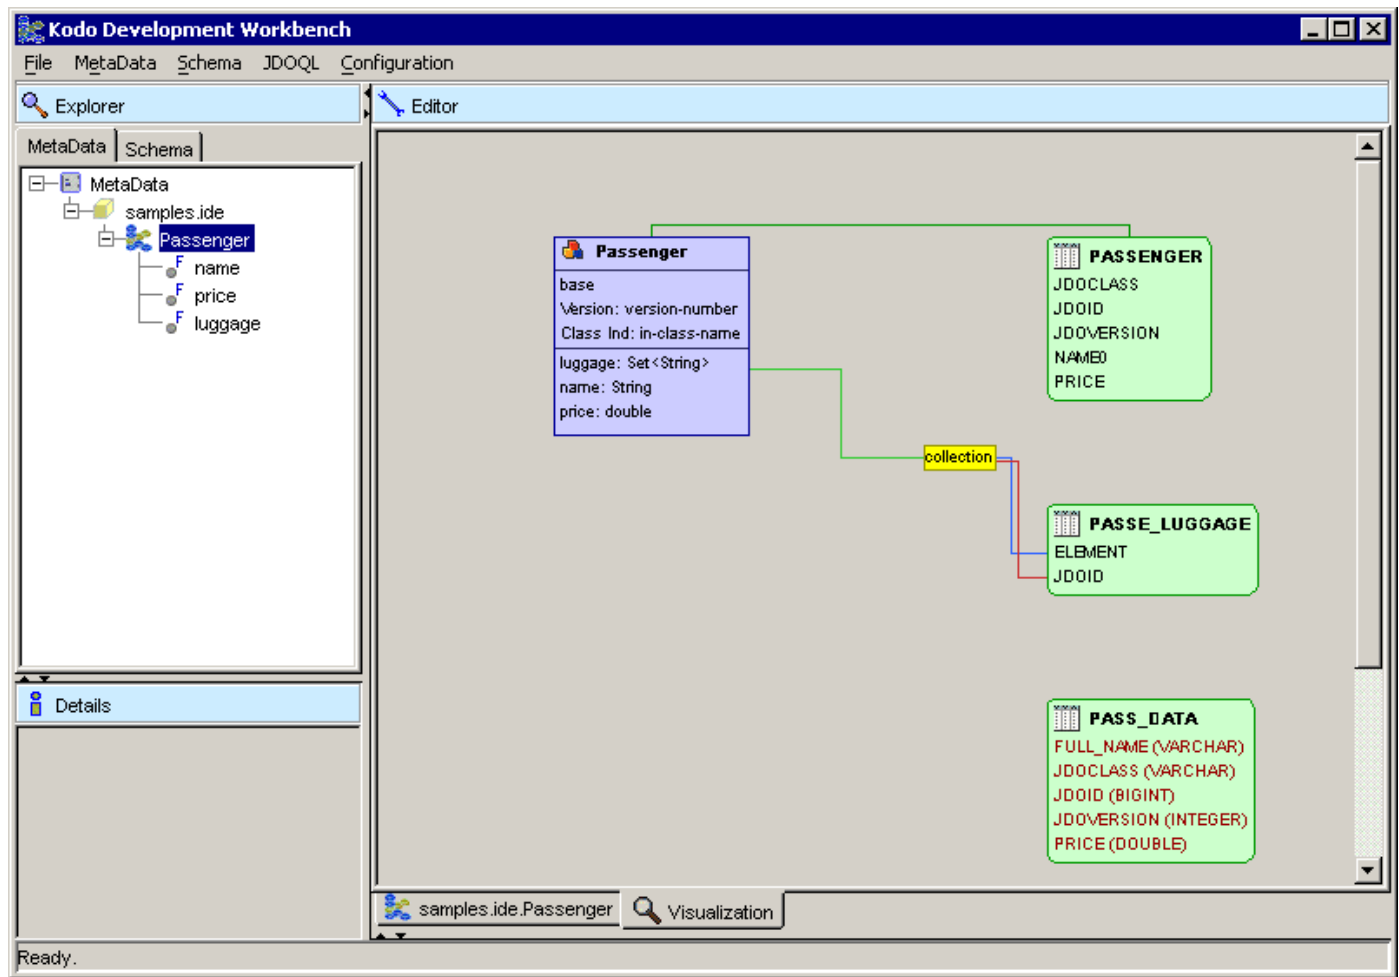 Kodo Development Workbench
File MetaData Schema JDOQL Configuration
Explorer
MetaData Schema
MetaData
samples.ide
Passenger
name
price
luggage
Details
Editor
Passenger
base
Version: version-number
Class Ind: in-class-name
luggage: Set<String>
name: String
price: double
PASSENGER
JDOCLASS
JDOID
JDOVERSION
NAME0
PRICE
collection
PASSE_LUGGAGE
ELEMENT
JDOID
PASS_DATA
FULL_NAME (VARCHAR)
JDOCLASS (VARCHAR)
JDOID (BIGINT)
JDOVERSION (INTEGER)
PRICE (DOUBLE)
samples.ide.Passenger Visualization
Ready.